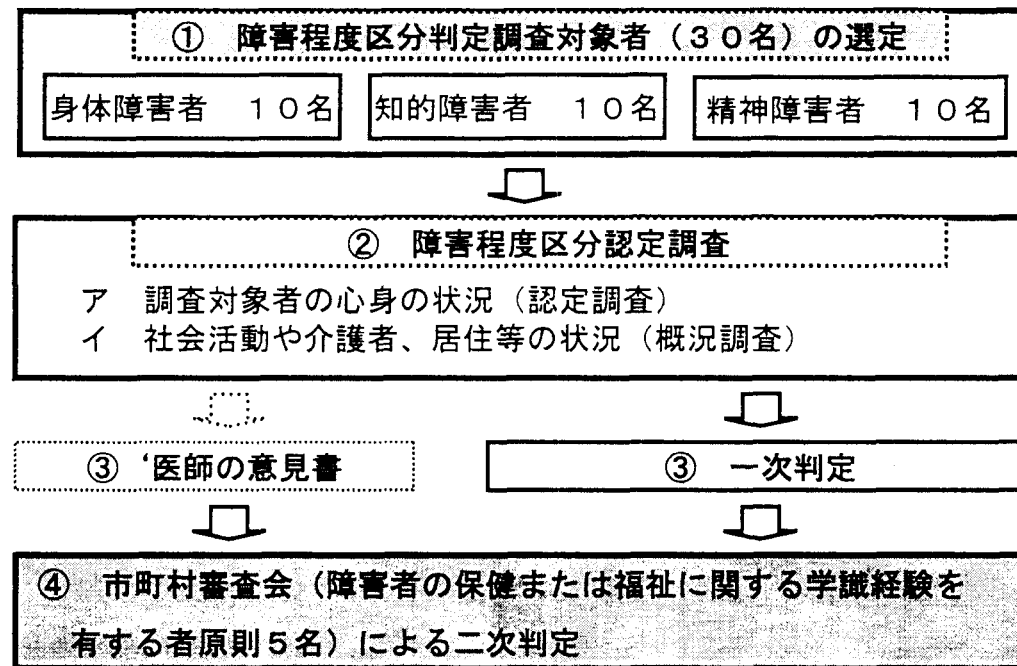 ① 障害程度区分判定調査対象者（３０名）の選定
身体障害者　１０名
知的障害者　１０名
精神障害者　１０名
② 障害程度区分認定調査
ア　調査対象者の心身の状況（認定調査）
イ　社会活動や介護者、居住等の状況（概況調査）
③ ‘医師の意見書
③　一次判定
④　市町村審査会（障害者の保健または福祉に関する学識経験を
有する者原則５名）による二次判定